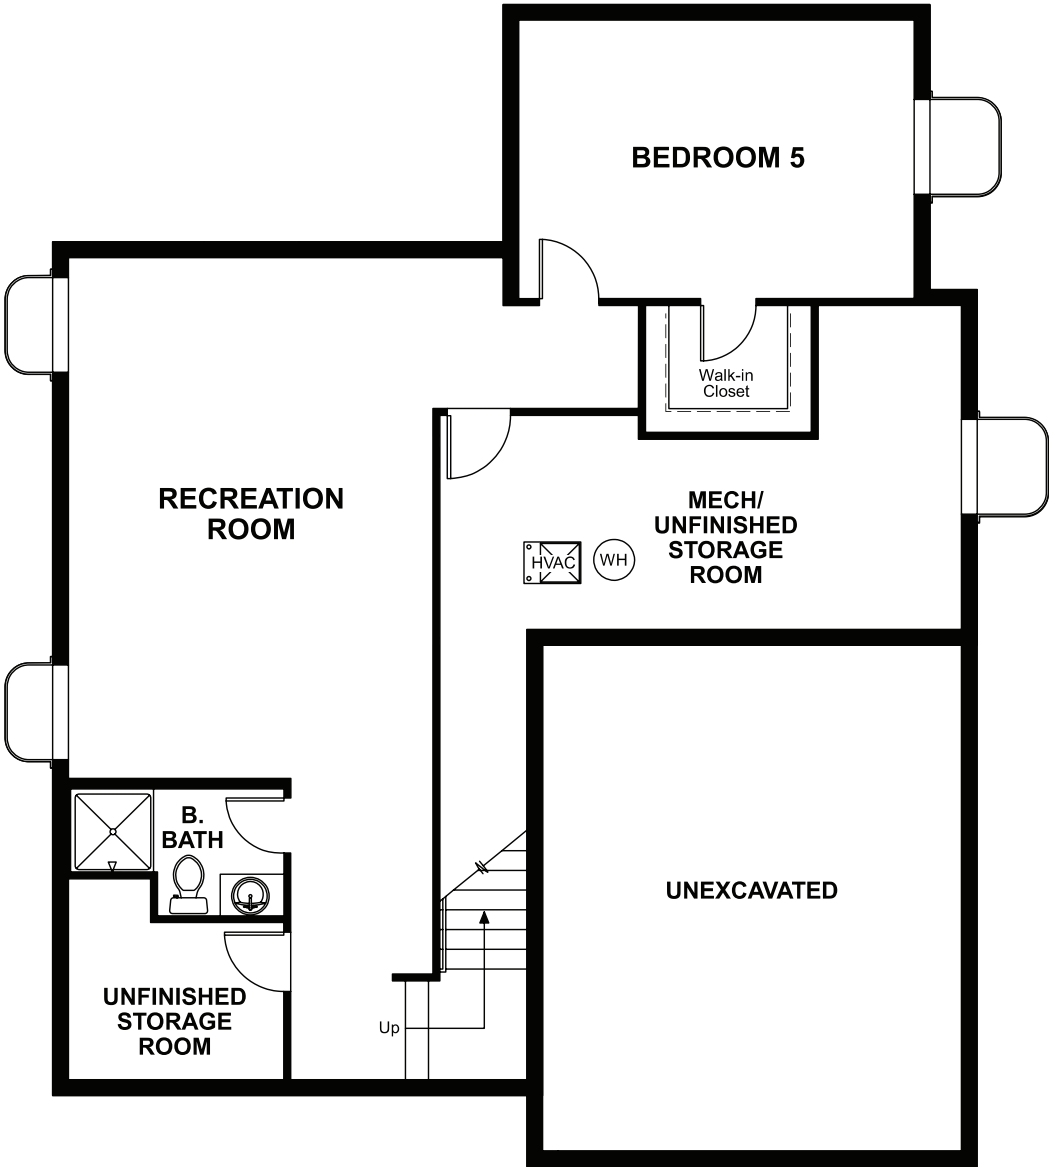 BEDROOM 5
Walk-in
Closet
RECREATION
ROOM
MECH/
UNFINISHED
STORAGE
ROOM
HVAC
WH
B.
BATH
UNEXCAVATED
UNFINISHED
STORAGE
ROOM
Up